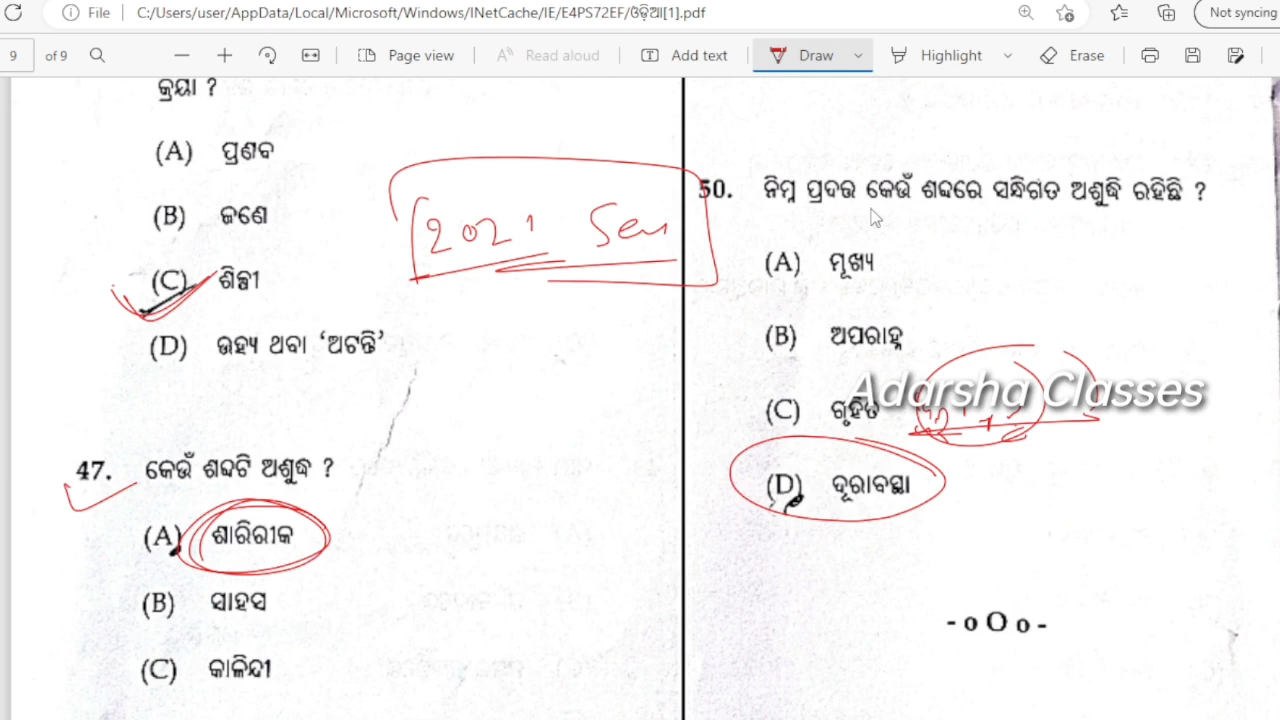 File C:/Users/user/AppData/Local/Microsoft/Windows/INetCache/IE/E4PS72EF/ଓଡ଼ିଆ[1].pdf Not syncing
9 of 9 Page view Read aloud Add text Draw Highlight Erase
କ୍ରିୟା ?
(A) ପ୍ରଣବ
(B) ଜଣେ
(C) ଶିଳ୍ପୀ
(D) ଊହ୍ୟ ଥିବା ‘ଅଟନ୍ତି’
2021
47. କେଉଁ ଶବ୍ଦଟି ଅଶୁଦ୍ଧ ?
(A) ଶାରିରୀକ
(B) ସାହସ
(C) କାଳିନ୍ଦୀ
50. ନିମ୍ନ ପ୍ରଦତ୍ତ କେଉଁ ଶବ୍ଦରେ ସନ୍ଧିଗତ ଅଶୁଦ୍ଧି ରହିଛି ?
(A) ମୂଖ୍ୟ
(B) ଅପରାହ୍ନ
(C) ଗୃହିତ
Adarsha Classes
(D) ଦୂରାବସ୍ଥା
- o O o -